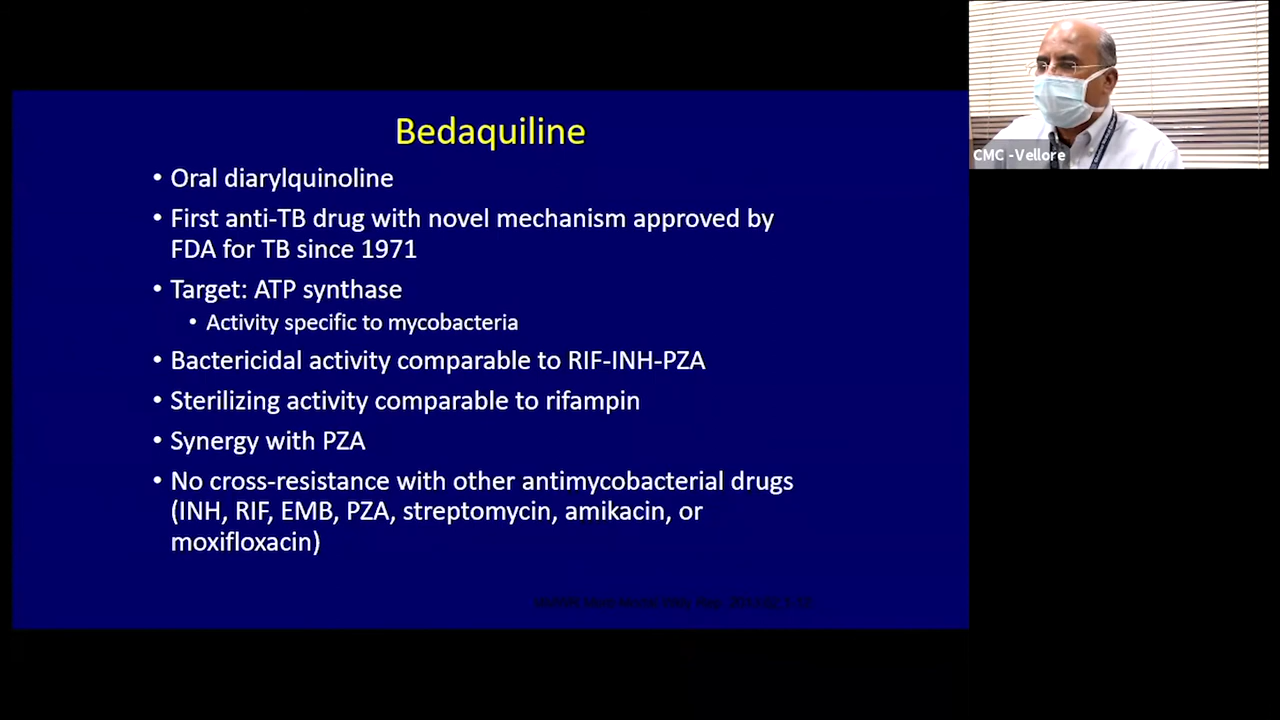 Bedaquiline
• Oral diarylquinoline
• First anti-TB drug with novel mechanism approved by
FDA for TB since 1971
• Target: ATP synthase
• Activity specific to mycobacteria
• Bactericidal activity comparable to RIF-INH-PZA
• Sterilizing activity comparable to rifampin
• Synergy with PZA
• No cross-resistance with other antimycobacterial drugs
(INH, RIF, EMB, PZA, streptomycin, amikacin, or
moxifloxacin)
CMC -Vellore